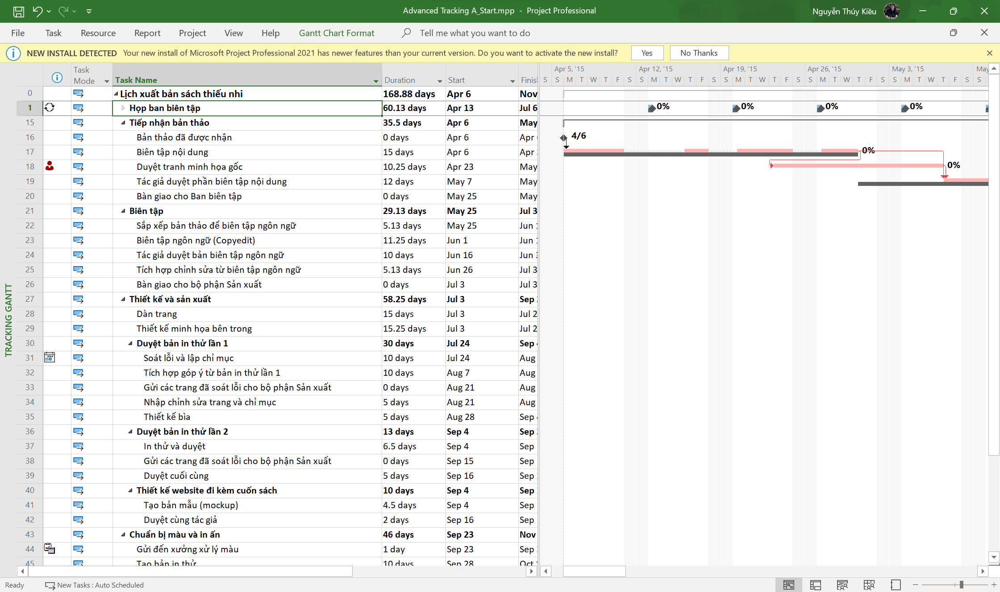 Advanced Tracking A_Start.mpp - Project Professional
Nguyễn Thúy Kiều
File Task Resource Report Project View Help Gantt Chart Format Tell me what you want to do
NEW INSTALL DETECTED Your new install of Microsoft Project Professional 2021 has newer features than your current version. Do you want to activate the new install? Yes No Thanks
Task Mode Task Name Duration Start Finis
Apr 5, '15 Apr 12, '15 Apr 19, '15 Apr 26, '15 May 3, '15 May
S S M T W T F S S M T W T F S S M T W T F S S M T W T F S S M T W T F S S
0 Lịch xuất bản sách thiếu nhi 168.88 days Apr 6 Nov
1 Họp ban biên tập 60.13 days Apr 13 Jul 6 0% 0% 0% 0%
15 Tiếp nhận bản thảo 35.5 days Apr 6 May
16 Bản thảo đã được nhận 0 days Apr 6 Apr 4/6
17 Biên tập nội dung 15 days Apr 6 Apr 0%
18 Duyệt tranh minh họa gốc 10.25 days Apr 23 May 0%
19 Tác giả duyệt phần biên tập nội dung 12 days May 7 May
20 Bàn giao cho Ban biên tập 0 days May 25 May
21 Biên tập 29.13 days May 25 Jul 3
22 Sắp xếp bản thảo để biên tập ngôn ngữ 5.13 days May 25 Jun
23 Biên tập ngôn ngữ (Copyedit) 11.25 days Jun 1 Jun
24 Tác giả duyệt bản biên tập ngôn ngữ 10 days Jun 16 Jun
25 Tích hợp chỉnh sửa từ biên tập ngôn ngữ 5.13 days Jun 26 Jul 3
26 Bàn giao cho bộ phận Sản xuất 0 days Jul 3 Jul 3
27 Thiết kế và sản xuất 58.25 days Jul 3 Sep
28 Dàn trang 15 days Jul 3 Jul 2
29 Thiết kế minh họa bên trong 15.25 days Jul 3 Jul 2
30 Duyệt bản in thử lần 1 30 days Jul 24 Sep
31 Soát lỗi và lập chỉ mục 10 days Jul 24 Aug
32 Tích hợp góp ý từ bản in thử lần 1 10 days Aug 7 Aug
33 Gửi các trang đã soát lỗi cho bộ phận Sản xuất 0 days Aug 21 Aug
34 Nhập chỉnh sửa trang và chỉ mục 5 days Aug 21 Aug
35 Thiết kế bìa 5 days Aug 28 Sep
36 Duyệt bản in thử lần 2 13 days Sep 4 Sep
37 In thử và duyệt 6.5 days Sep 4 Sep
38 Gửi các trang đã soát lỗi cho bộ phận Sản xuất 0 days Sep 15 Sep
39 Duyệt cuối cùng 5 days Sep 16 Sep
40 Thiết kế website đi kèm cuốn sách 10 days Sep 4 Sep
41 Tạo bản mẫu (mockup) 4.5 days Sep 4 Sep
42 Duyệt cùng tác giả 2 days Sep 16 Sep
43 Chuẩn bị màu và in ấn 46 days Sep 23 Nov
44 Gửi đến xưởng xử lý màu 1 day Sep 23 Sep
45 Tạo bản in thử 10 days Sep 28 Oct
TRACKING GANTT
Ready New Tasks : Auto Scheduled